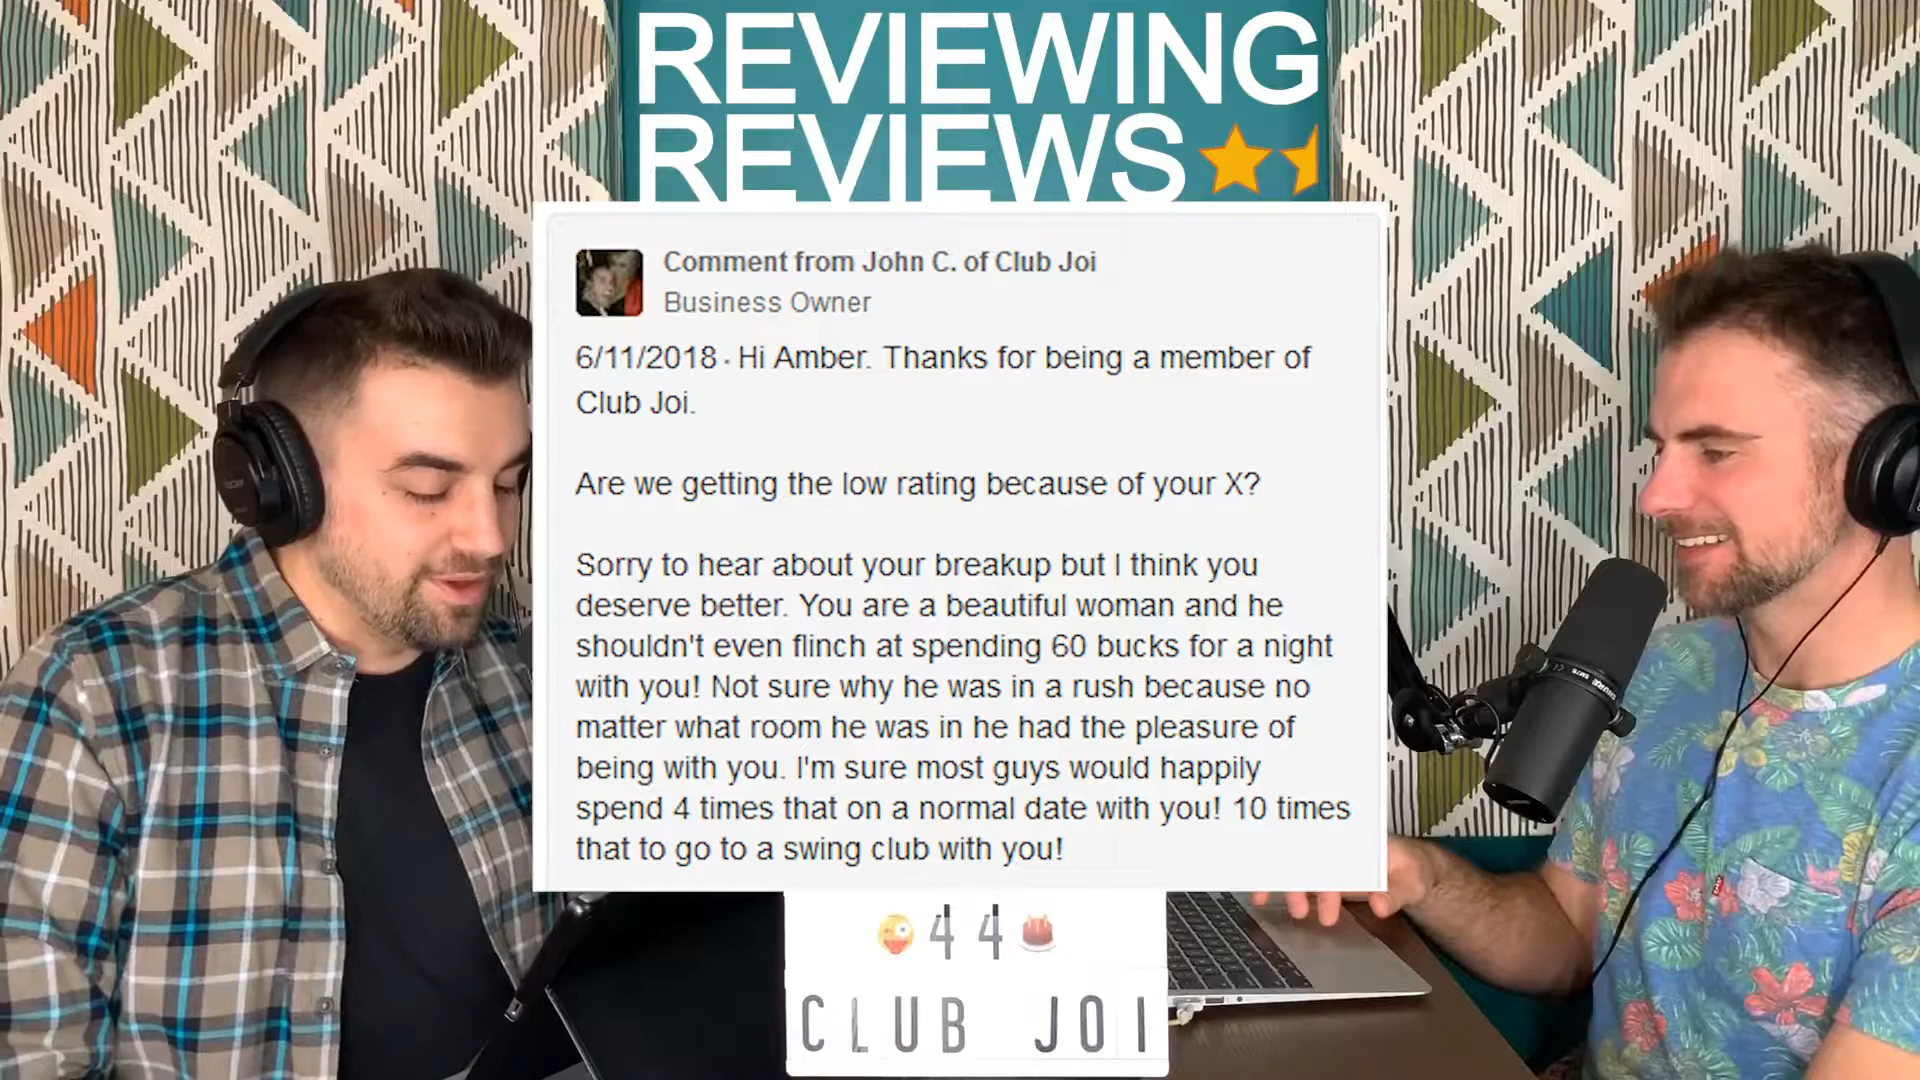 REVIEWING
REVIEWS
Comment from John C. of Club Joi
Business Owner
6/11/2018 - Hi Amber. Thanks for being a member of
Club Joi.
Are we getting the low rating because of your X?
Sorry to hear about your breakup but I think you
deserve better. You are a beautiful woman and he
shouldn't even flinch at spending 60 bucks for a night
with you! Not sure why he was in a rush because no
matter what room he was in he had the pleasure of
being with you. I'm sure most guys would happily
spend 4 times that on a normal date with you! 10 times
that to go to a swing club with you!
SHURE
44
CLUB JOI